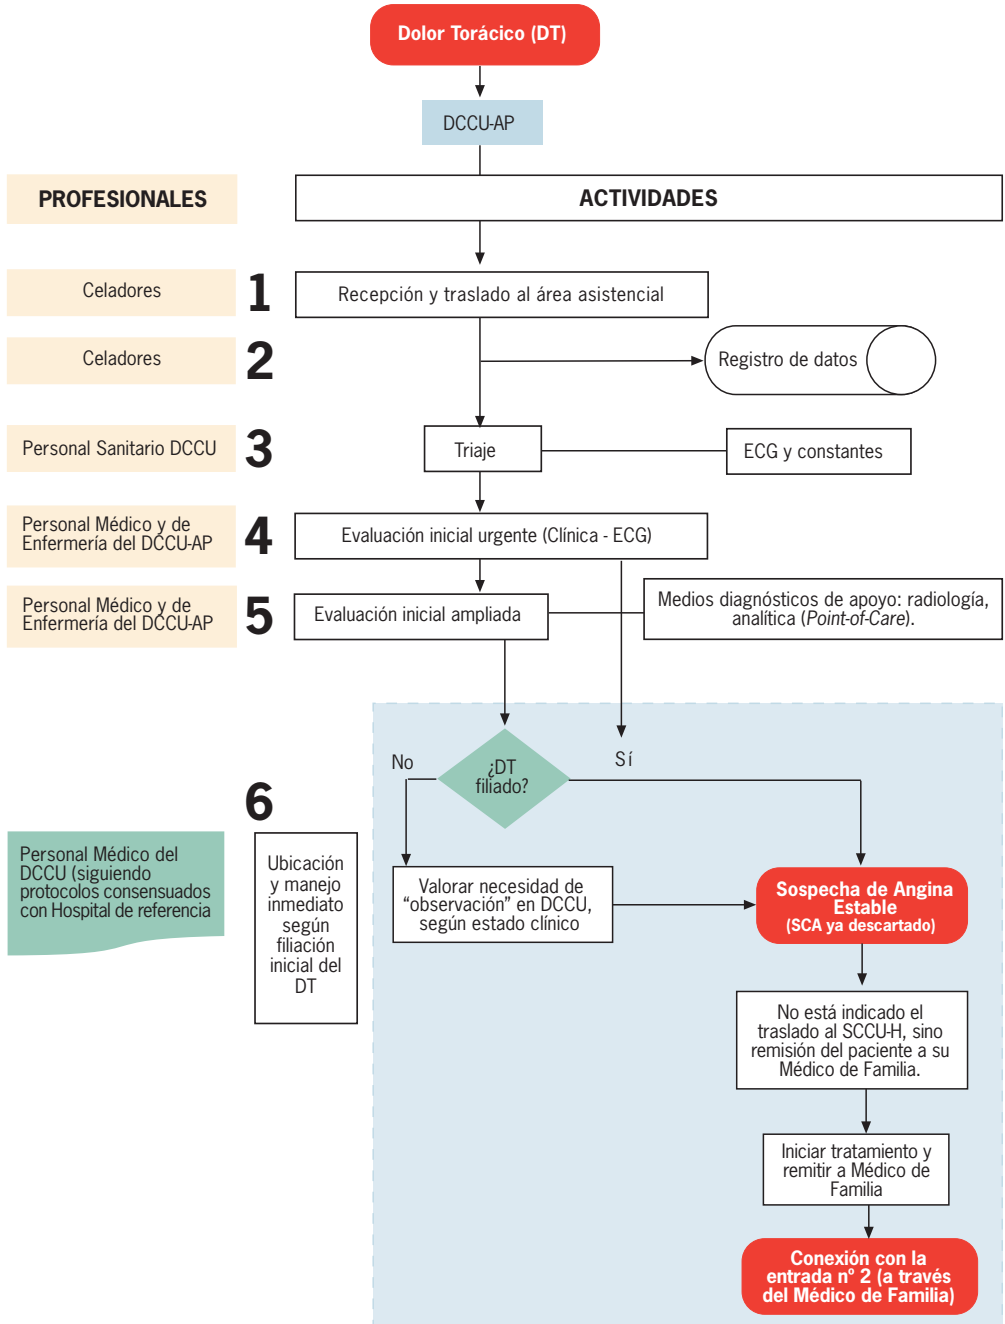 Dolor Torácico (DT)
DCCU-AP
PROFESIONALES
ACTIVIDADES
Celadores
1
Recepción y traslado al área asistencial
Celadores
2
Registro de datos
Personal Sanitario DCCU
3
Triaje
ECG y constantes
Personal Médico y de
Enfermería del DCCU-AP
4
Evaluación inicial urgente (Clínica - ECG)
Personal Médico y de
Enfermería del DCCU-AP
5
Evaluación inicial ampliada
Medios diagnósticos de apoyo: radiología,
analítica (Point-of-Care).
No
¿DT
filiado?
Sí
6
Personal Médico del
DCCU (siguiendo
protocolos consensuados
con Hospital de referencia
Ubicación
y manejo
inmediato
según
filiación
inicial del
DT
Valorar necesidad de
“observación” en DCCU,
según estado clínico
Sospecha de Angina
Estable
(SCA ya descartado)
No está indicado el
traslado al SCCU-H, sino
remisión del paciente a su
Médico de Familia.
Iniciar tratamiento y
remitir a Médico de
Familia
Conexión con la
entrada nº 2 (a través
del Médico de Familia)